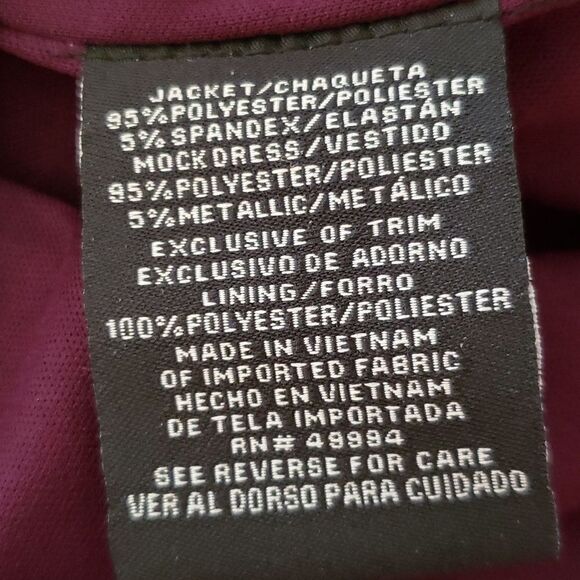 JACKET/CHAQUETA
95%POLYESTER/POLIESTER
5%SPANDEX/ELASTÁN
MOCKDRESS/VESTIDO
95%POLYESTER/POLIESTER
5%METALLIC/METÁLICO
EXCLUSIVE OF TRIM
EXCLUSIVO DE ADORNO
LINING/FORRO
100%POLYESTER/POLIESTER
MADE IN VIETNAM
OF IMPORTED FABRIC
HECHO EN VIETNAM
DE TELA IMPORTADA
RN# 49994
SEE REVERSE FOR CARE
VER AL DORSO PARA CUIDADO